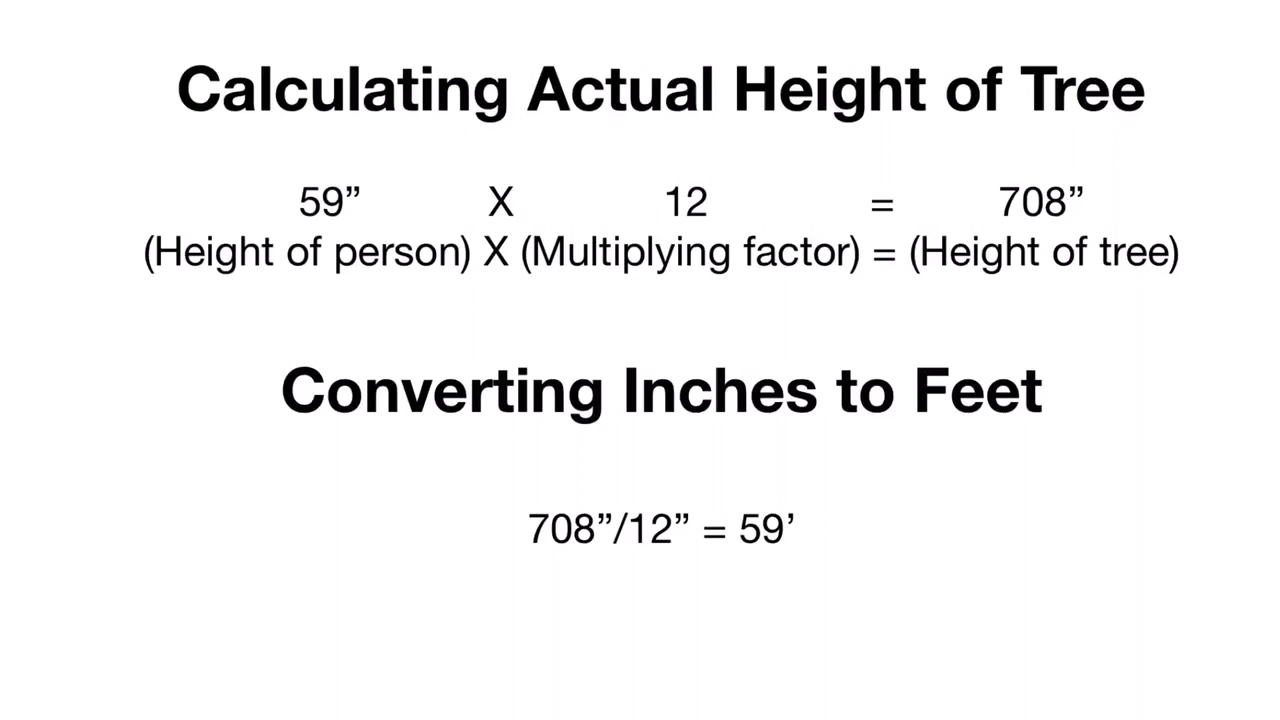 Calculating Actual Height of Tree
59” X 12 = 708”
(Height of person) X (Multiplying factor) = (Height of tree)
Converting Inches to Feet
708”/12” = 59’